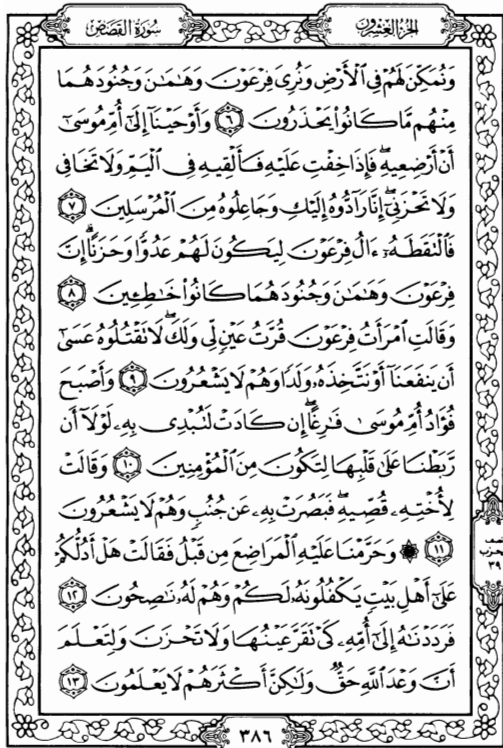 الجزء العشرون
سورة القصص
وَنُمَكِّنَ لَهُمْ فِي الْأَرْضِ وَنُرِيَ فِرْعَوْنَ وَهَامَانَ وَجُنُودَهُمَا
مِنْهُم مَّا كَانُوا يَحْذَرُونَ ٦ وَأَوْحَيْنَا إِلَىٰ أُمِّ مُوسَىٰ
أَنْ أَرْضِعِيهِ ۖ فَإِذَا خِفْتِ عَلَيْهِ فَأَلْقِيهِ فِي الْيَمِّ وَلَا تَخَافِي
وَلَا تَحْزَنِي ۖ إِنَّا رَادُّوهُ إِلَيْكِ وَجَاعِلُوهُ مِنَ الْمُرْسَلِينَ ٧
فَالْتَقَطَهُۥٓ ءَالُ فِرْعَوْنَ لِيَكُونَ لَهُمْ عَدُوًّا وَحَزَنًا ۗ إِنَّ
فِرْعَوْنَ وَهَامَانَ وَجُنُودَهُمَا كَانُوا خَاطِئِينَ ٨
وَقَالَتِ امْرَأَتُ فِرْعَوْنَ قُرَّتُ عَيْنٍ لِّي وَلَكَ ۖ لَا تَقْتُلُوهُ عَسَىٰ
أَن يَنفَعَنَا أَوْ نَتَّخِذَهُۥ وَلَدًا وَهُمْ لَا يَشْعُرُونَ ٩ وَأَصْبَحَ
فُؤَادُ أُمِّ مُوسَىٰ فَارِغًا ۖ إِن كَادَتْ لَتُبْدِي بِهِۦ لَوْلَا أَن
رَّبَطْنَا عَلَىٰ قَلْبِهَا لِتَكُونَ مِنَ الْمُؤْمِنِينَ ١٠ وَقَالَتْ
لِأُخْتِهِۦ قُصِّيهِ ۖ فَبَصُرَتْ بِهِۦ عَن جُنُبٍ وَهُمْ لَا يَشْعُرُونَ
١١ ۞ وَحَرَّمْنَا عَلَيْهِ الْمَرَاضِعَ مِن قَبْلُ فَقَالَتْ هَلْ أَدُلُّكُمْ
عَلَىٰ أَهْلِ بَيْتٍ يَكْفُلُونَهُۥ لَكُمْ وَهُمْ لَهُۥ نَاصِحُونَ ١٢
فَرَدَدْنَاهُ إِلَىٰ أُمِّهِۦ كَيْ تَقَرَّ عَيْنُهَا وَلَا تَحْزَنَ وَلِتَعْلَمَ
أَنَّ وَعْدَ اللَّهِ حَقٌّ وَلَٰكِنَّ أَكْثَرَهُمْ لَا يَعْلَمُونَ ١٣
حزب
٣٩
٣٨٦